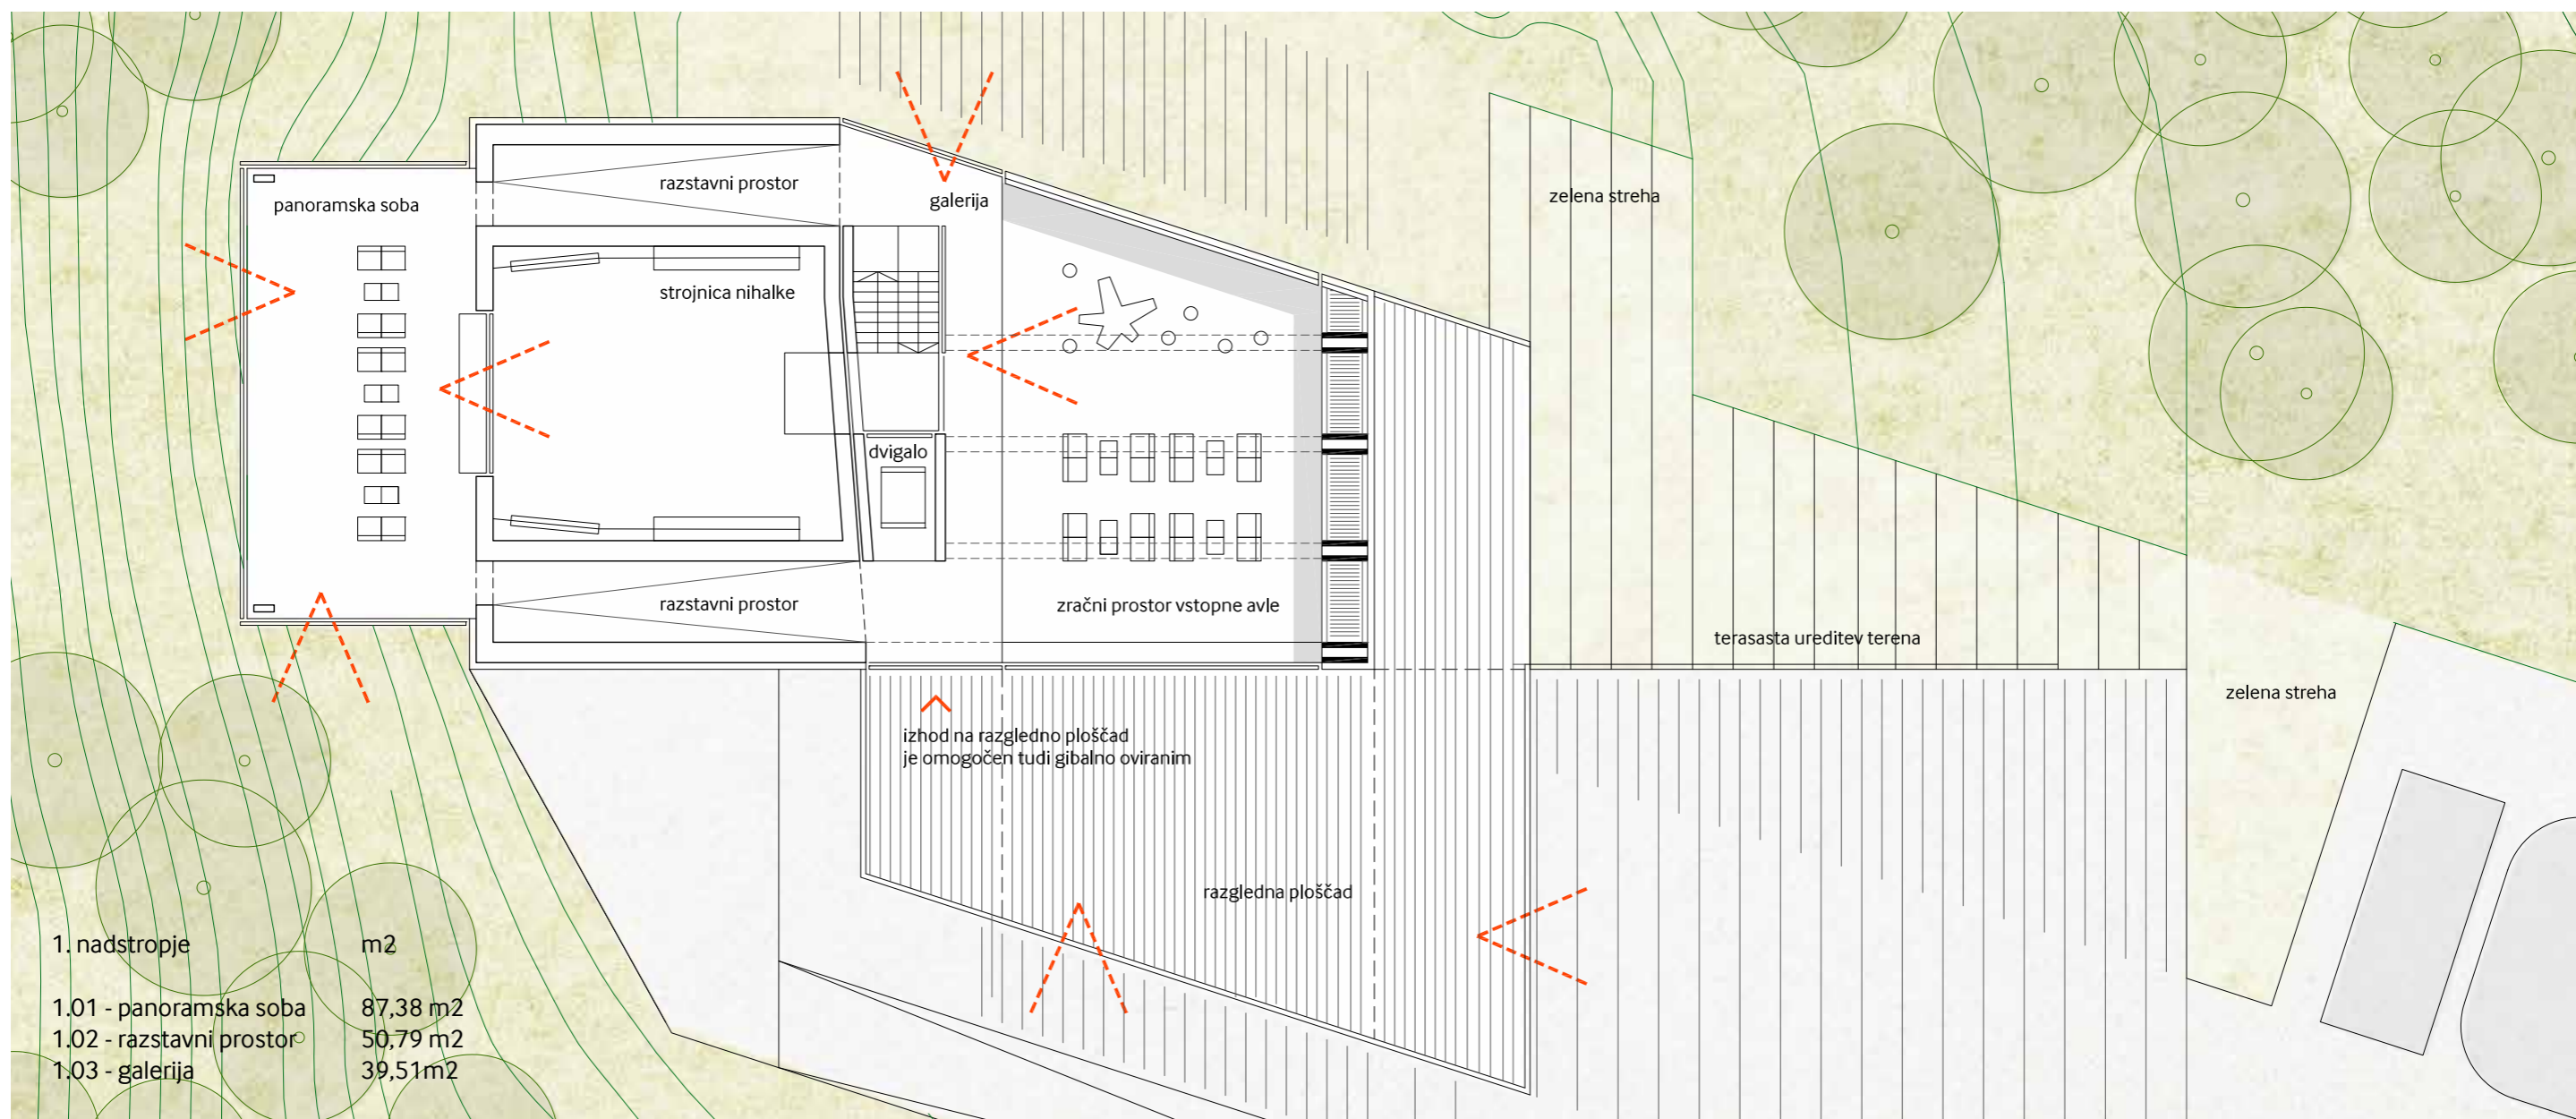 razstavni prostor
panoramska soba
galerija
zelena streha
strojnica nihalke
dvigalo
razstavni prostor
zračni prostor vstopne avle
terasasta ureditev terena
zelena streha
izhod na razgledno ploščad
je omogočen tudi gibalno oviranim
razgledna ploščad
1. nadstropje m2
1.01 - panoramska soba 87,38 m2
1.02 - razstavni prostor 50,79 m2
1.03 - galerija 39,51m2